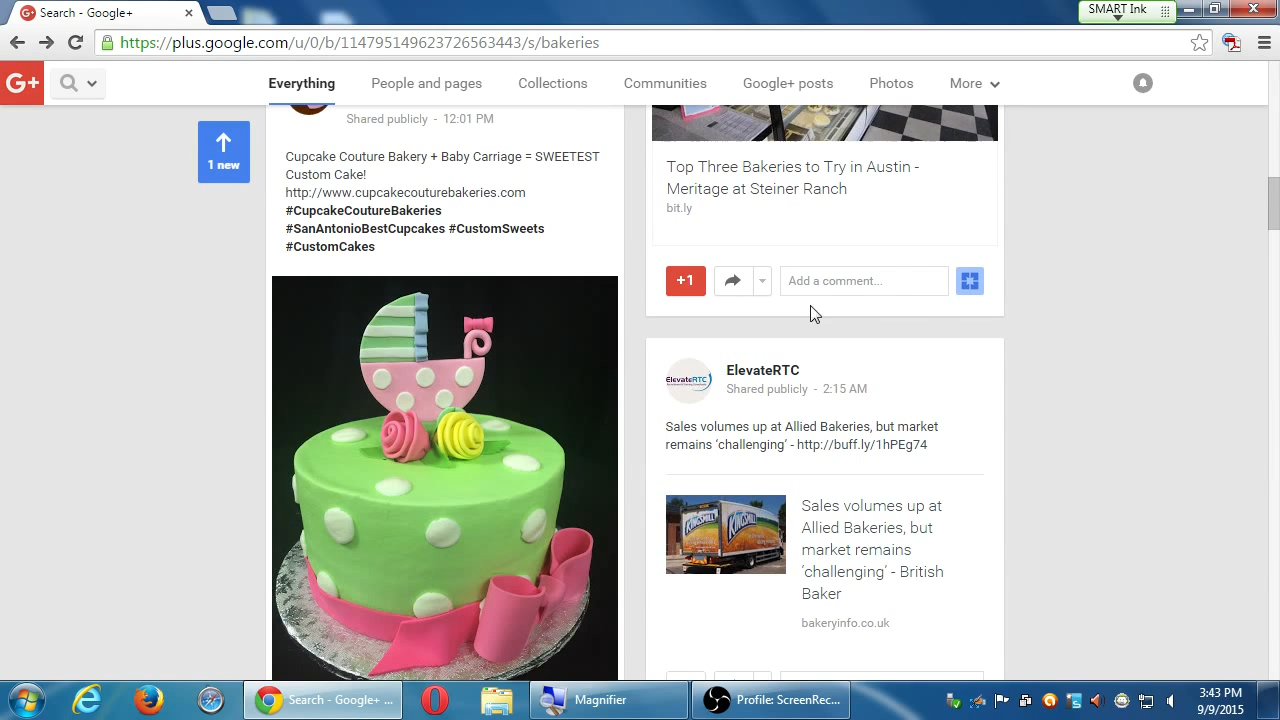 Search - Google+
SMART Ink
https://plus.google.com/u/0/b/114795149623726563443/s/bakeries
G+
Everything
People and pages
Collections
Communities
Google+ posts
Photos
More
1 new
Shared publicly - 12:01 PM
Cupcake Couture Bakery + Baby Carriage = SWEETEST
Custom Cake!
http://www.cupcakecouturebakeries.com
#CupcakeCoutureBakeries
#SanAntonioBestCupcakes #CustomSweets
#CustomCakes
Top Three Bakeries to Try in Austin -
Meritage at Steiner Ranch
bit.ly
+1
Add a comment...
ElevateRTC
ElevateRTC
Shared publicly - 2:15 AM
Sales volumes up at Allied Bakeries, but market
remains ‘challenging’ - http://buff.ly/1hPEg74
KINGSMILL
KINGSMILL
Sales volumes up at
Allied Bakeries, but
market remains
‘challenging’ - British
Baker
bakeryinfo.co.uk
Search - Google+ ...
Magnifier
Profile: ScreenRec...
3:43 PM
9/9/2015